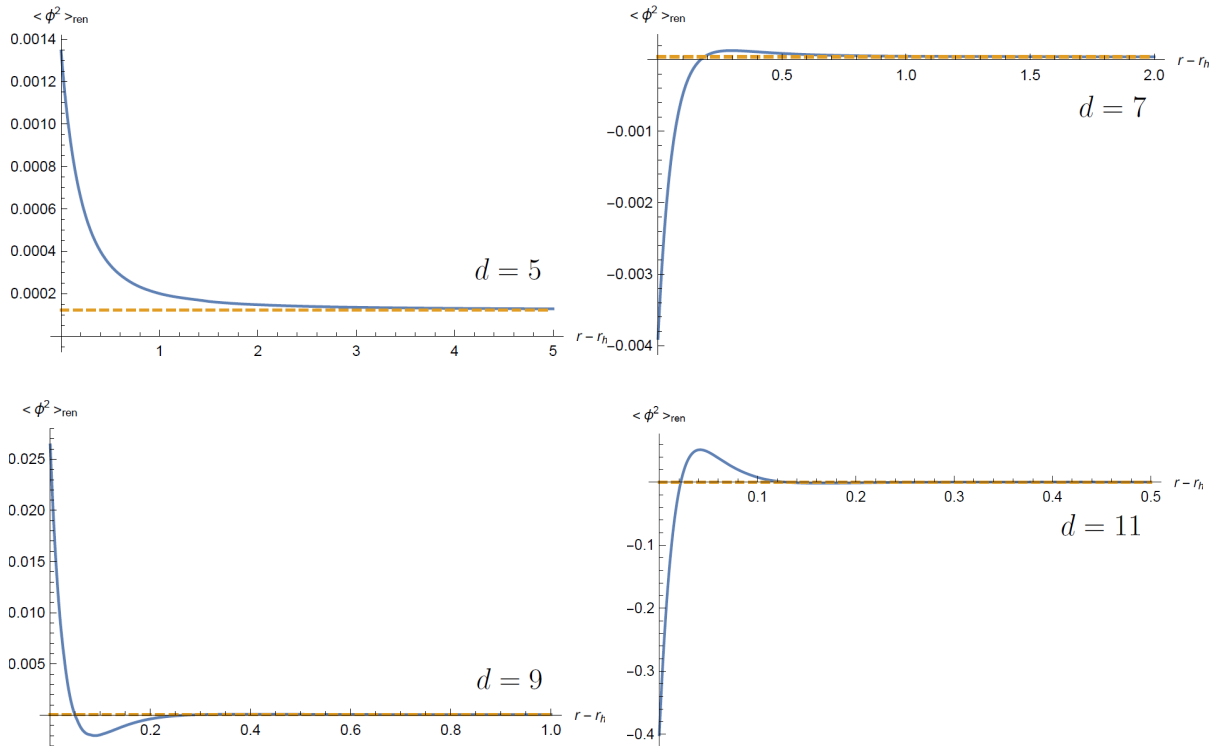 < ϕ² >ren
0.0014
0.0012
0.0010
0.0008
0.0006
0.0004
0.0002
d = 5
r − rh
1 2 3 4 5
< ϕ² >ren
r − rh
0.5 1.0 1.5 2.0
d = 7
−0.001
−0.002
−0.003
−0.004
< ϕ² >ren
0.025
0.020
0.015
0.010
0.005
d = 9
r − rh
0.2 0.4 0.6 0.8 1.0
< ϕ² >ren
r − rh
0.1 0.2 0.3 0.4 0.5
d = 11
−0.1
−0.2
−0.3
−0.4